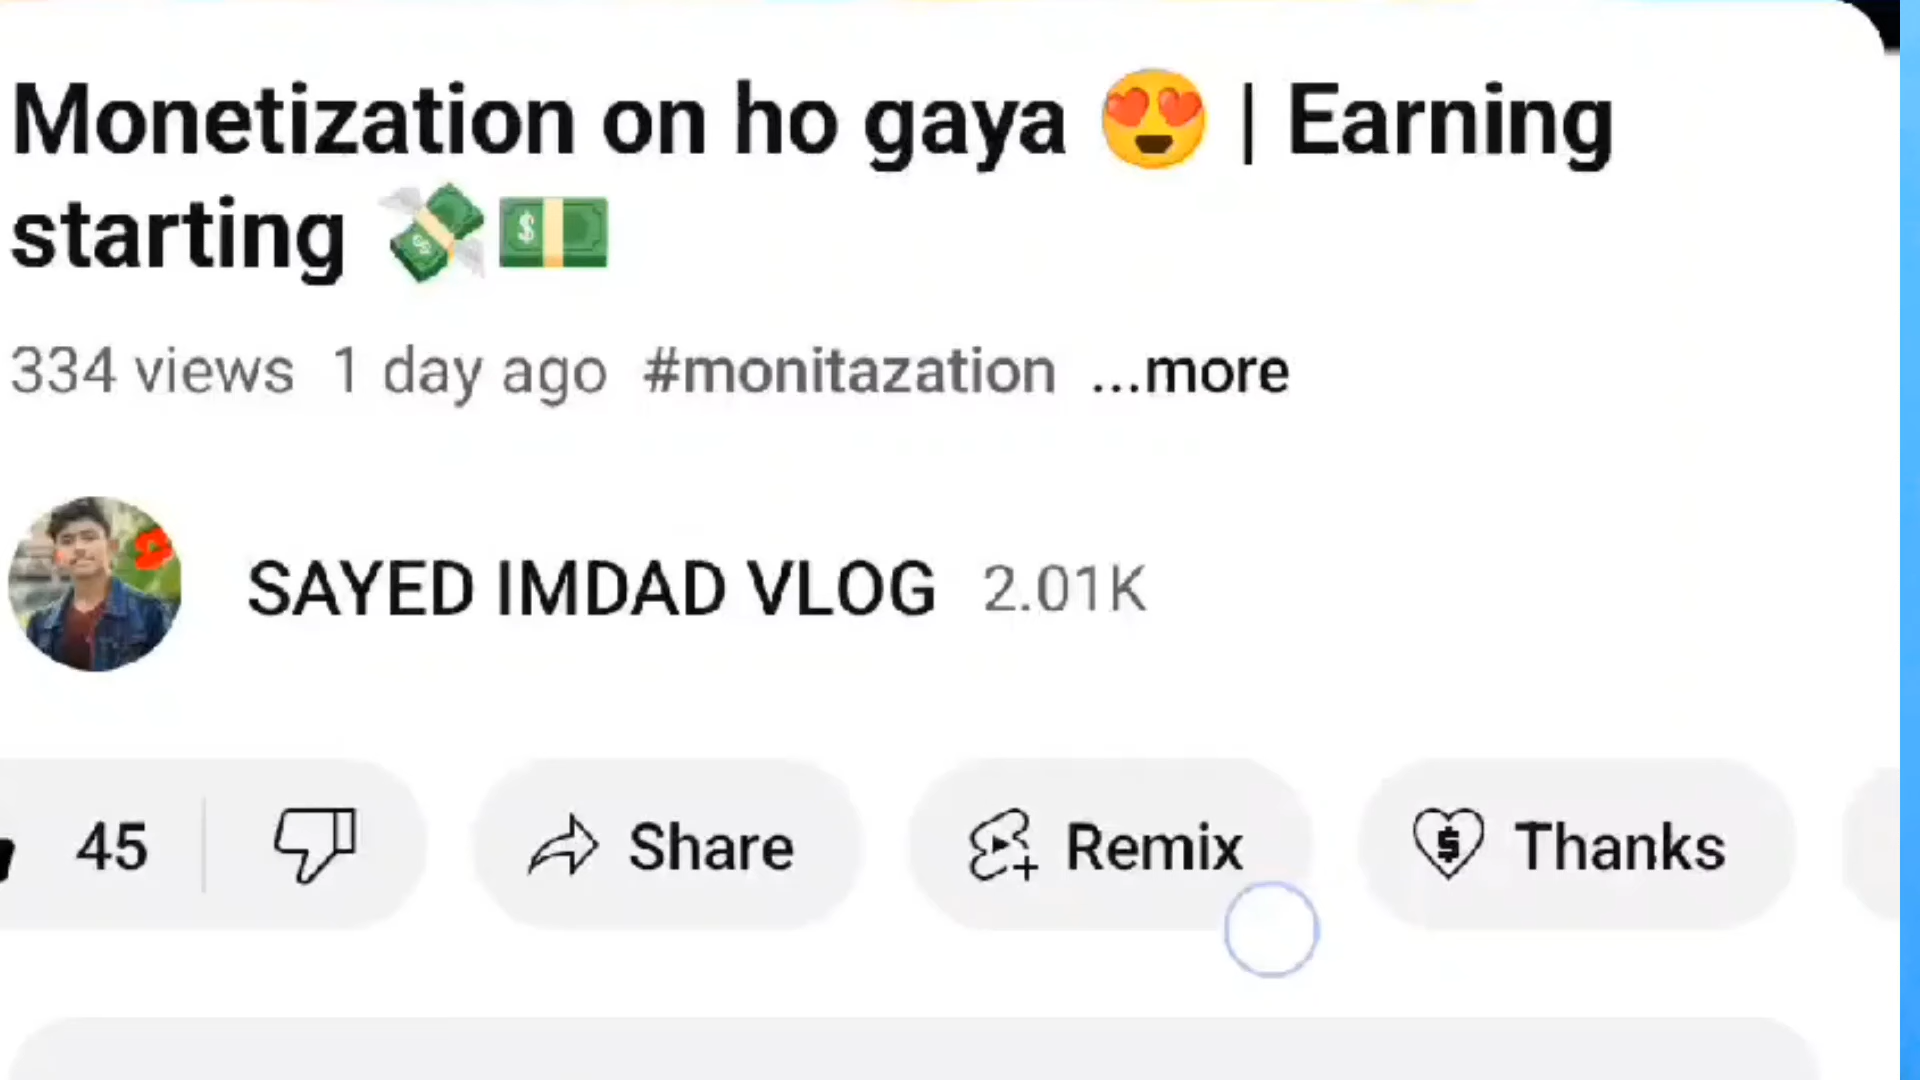 Monetization on ho gaya 😍 | Earning
starting 💸💵
334 views 1 day ago #monitazation ...more
SAYED IMDAD VLOG 2.01K
45 Share Remix Thanks